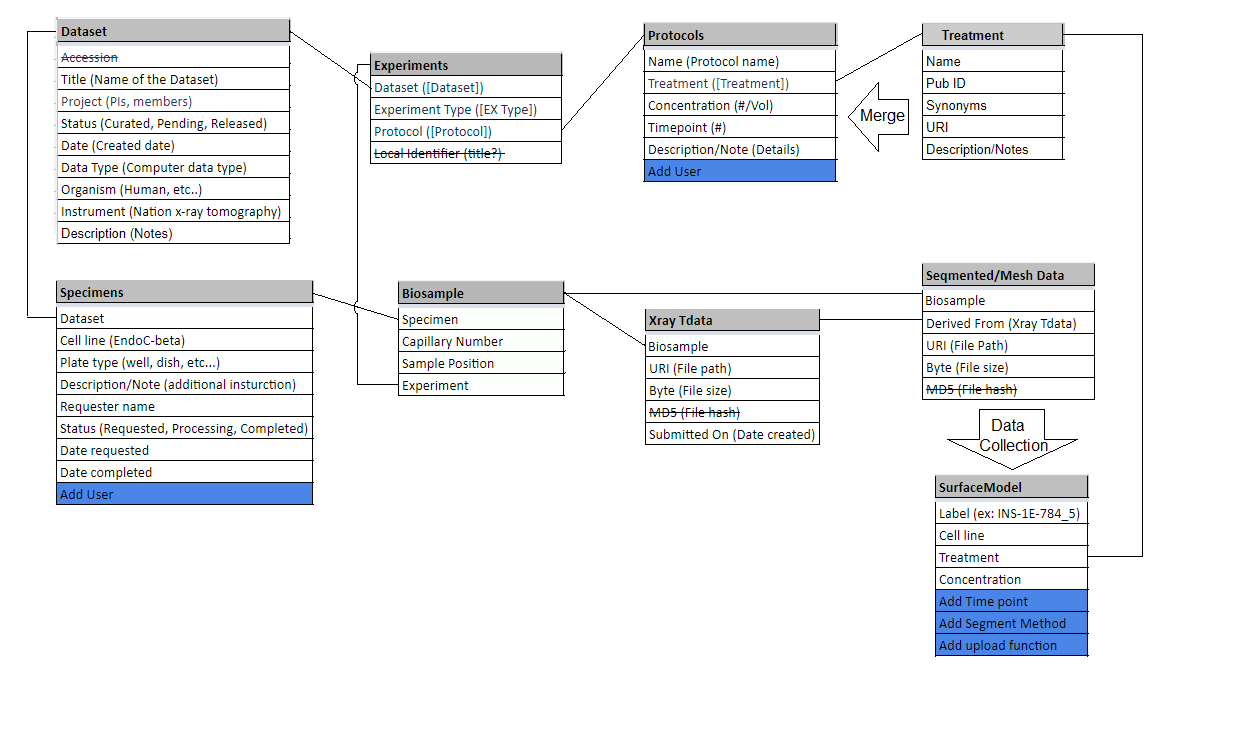 Dataset
Accession
Title (Name of the Dataset)
Project (PIs, members)
Status (Curated, Pending, Released)
Date (Created date)
Data Type (Computer data type)
Organism (Human, etc..)
Instrument (Nation x-ray tomography)
Description (Notes)
Experiments
Dataset ([Dataset])
Experiment Type ([EX Type])
Protocol ([Protocol])
Local Identifier (title?)
Protocols
Name (Protocol name)
Treatment ([Treatment])
Concentration (#/Vol)
Timepoint (#)
Description/Note (Details)
Add User
Merge
Treatment
Name
Pub ID
Synonyms
URI
Description/Notes
Specimens
Dataset
Cell line (EndoC-beta)
Plate type (well, dish, etc...)
Description/Note (additional insturction)
Requester name
Status (Requested, Processing, Completed)
Date requested
Date completed
Add User
Biosample
Specimen
Capillary Number
Sample Position
Experiment
Xray Tdata
Biosample
URI (File path)
Byte (File size)
MD5 (File hash)
Submitted On (Date created)
Seqmented/Mesh Data
Biosample
Derived From (Xray Tdata)
URI (File Path)
Byte (File size)
MD5 (File hash)
Data
Collection
SurfaceModel
Label (ex: INS-1E-784_5)
Cell line
Treatment
Concentration
Add Time point
Add Segment Method
Add upload function